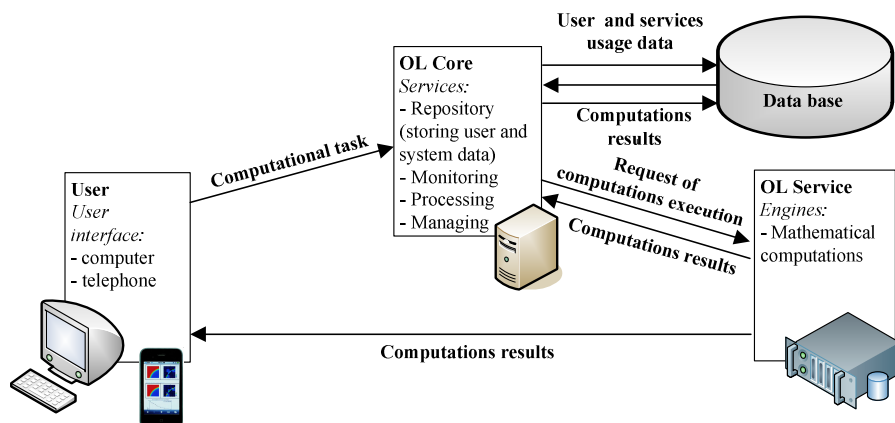 User and services
usage data
Data base
Computations
results
OL Core
Services:
- Repository
(storing user and
system data)
- Monitoring
- Processing
- Managing
Computational task
Request of
computations execution
Computations results
User
User
interface:
- computer
- telephone
OL Service
Engines:
- Mathematical
computations
Computations results